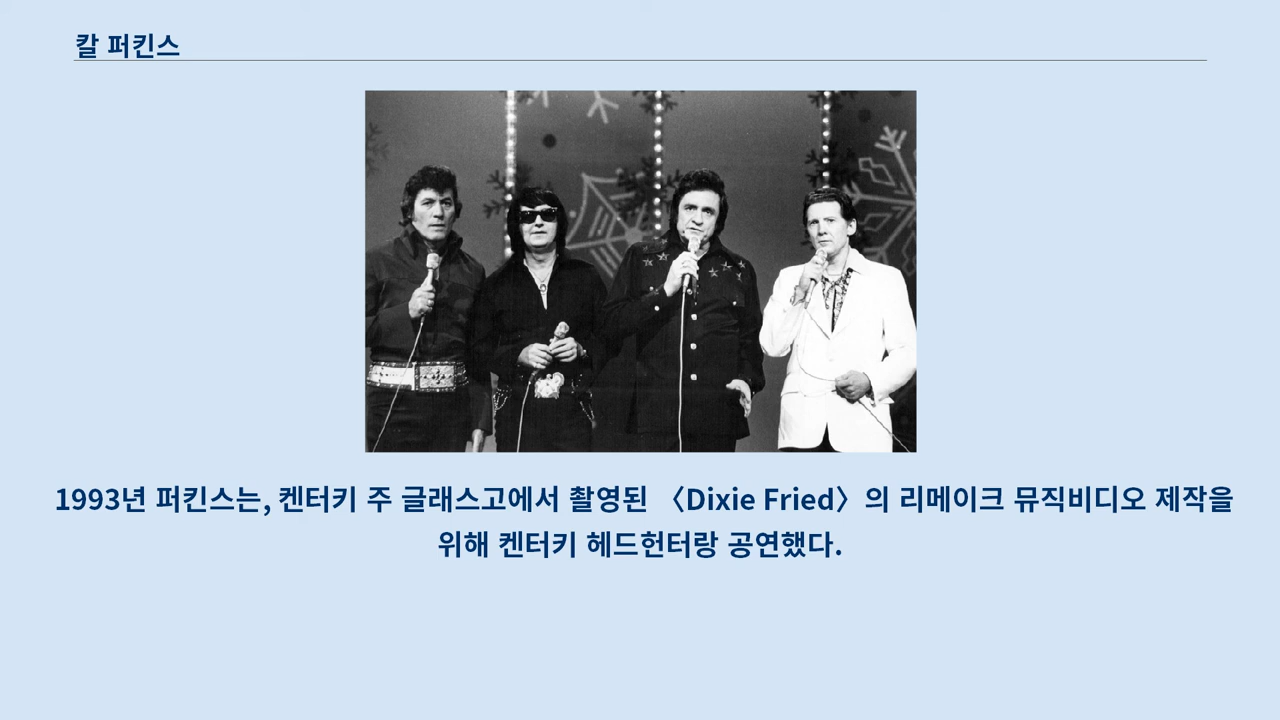 칼 퍼킨스
1993년 퍼킨스는, 켄터키 주 글래스고에서 촬영된 〈Dixie Fried〉의 리메이크 뮤직비디오 제작을
위해 켄터키 헤드헌터랑 공연했다.